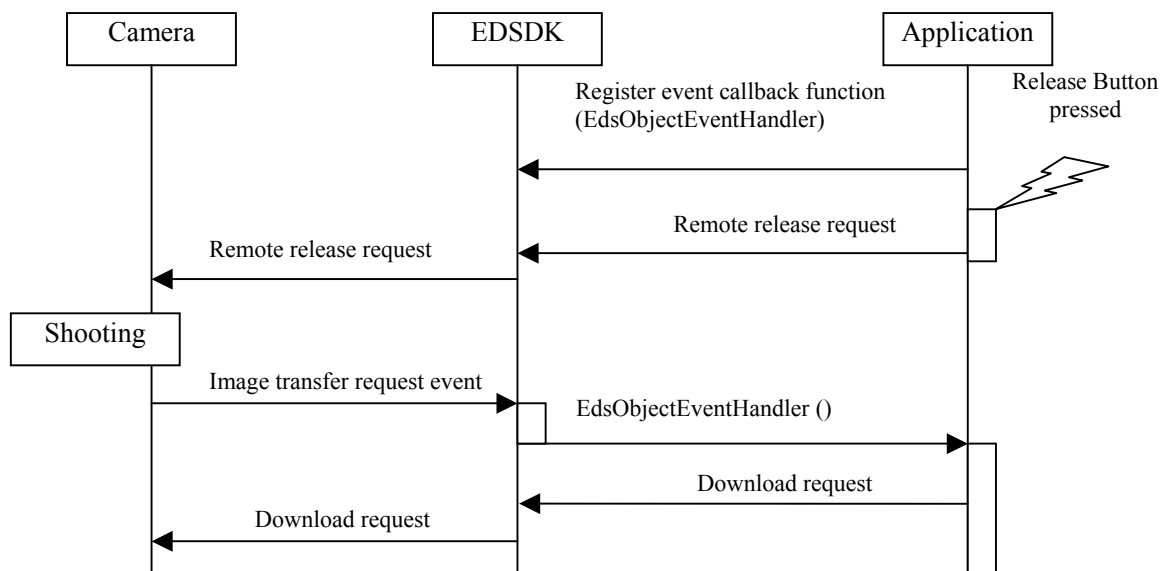 Camera
EDSDK
Application
Register event callback function
(EdsObjectEventHandler)
Release Button
pressed
Remote release request
Remote release request
Shooting
Image transfer request event
EdsObjectEventHandler ()
Download request
Download request